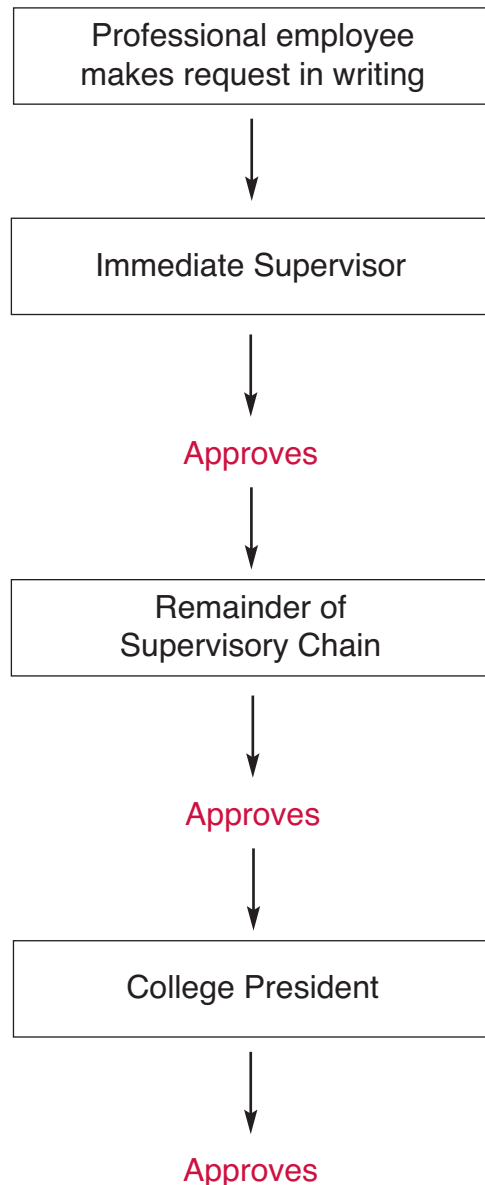 Professional employee
makes request in writing
Immediate Supervisor
Approves
Remainder of
Supervisory Chain
Approves
College President
Approves